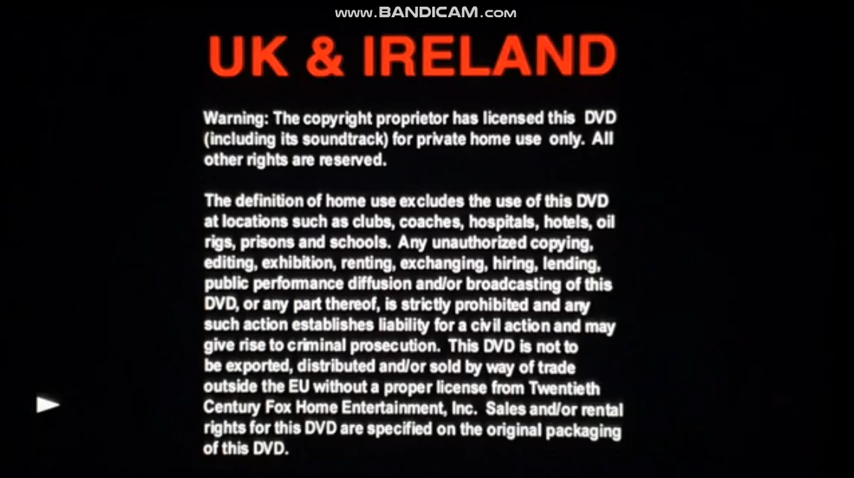 www.BANDICAM.com
UK & IRELAND
Warning: The copyright proprietor has licensed this DVD
(including its soundtrack) for private home use only. All
other rights are reserved.
The definition of home use excludes the use of this DVD
at locations such as clubs, coaches, hospitals, hotels, oil
rigs, prisons and schools. Any unauthorized copying,
editing, exhibition, renting, exchanging, hiring, lending,
public performance diffusion and/or broadcasting of this
DVD, or any part thereof, is strictly prohibited and any
such action establishes liability for a civil action and may
give rise to criminal prosecution. This DVD is not to
be exported, distributed and/or sold by way of trade
outside the EU without a proper license from Twentieth
Century Fox Home Entertainment, Inc. Sales and/or rental
rights for this DVD are specified on the original packaging
of this DVD.